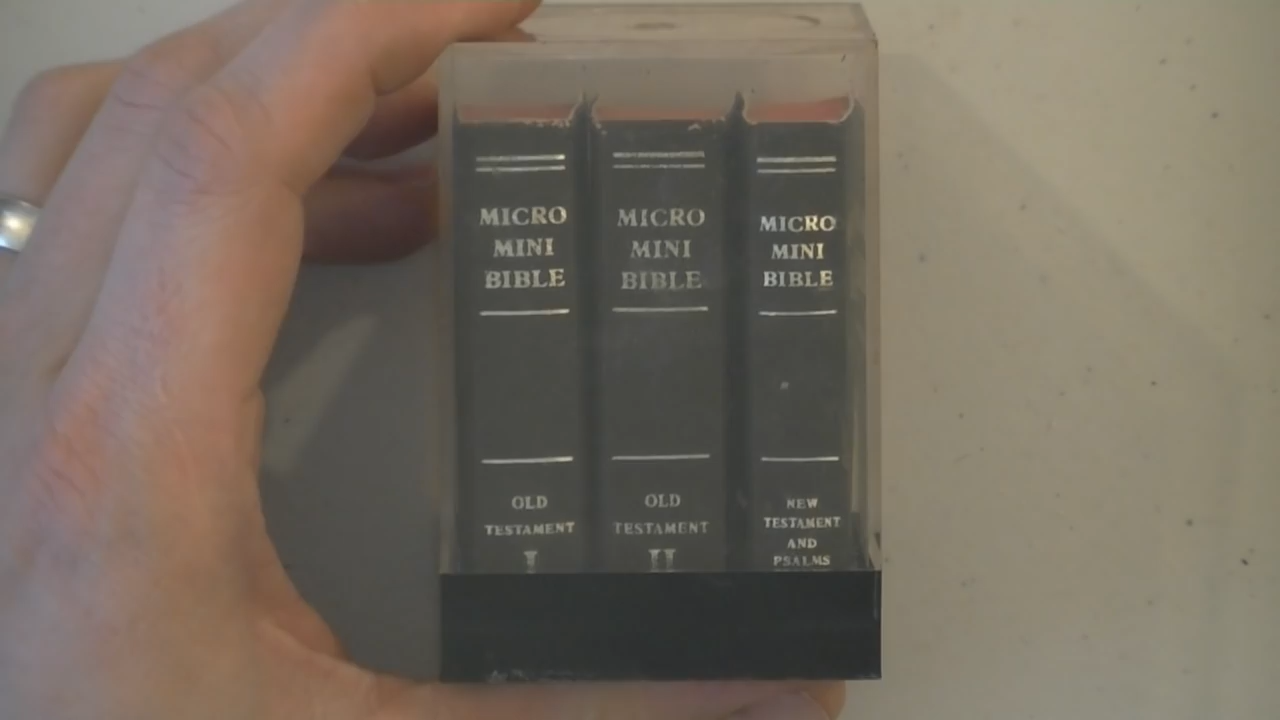 MICRO
MINI
BIBLE
OLD
TESTAMENT
I
MICRO
MINI
BIBLE
OLD
TESTAMENT
II
MICRO
MINI
BIBLE
NEW
TESTAMENT
AND
PSALMS